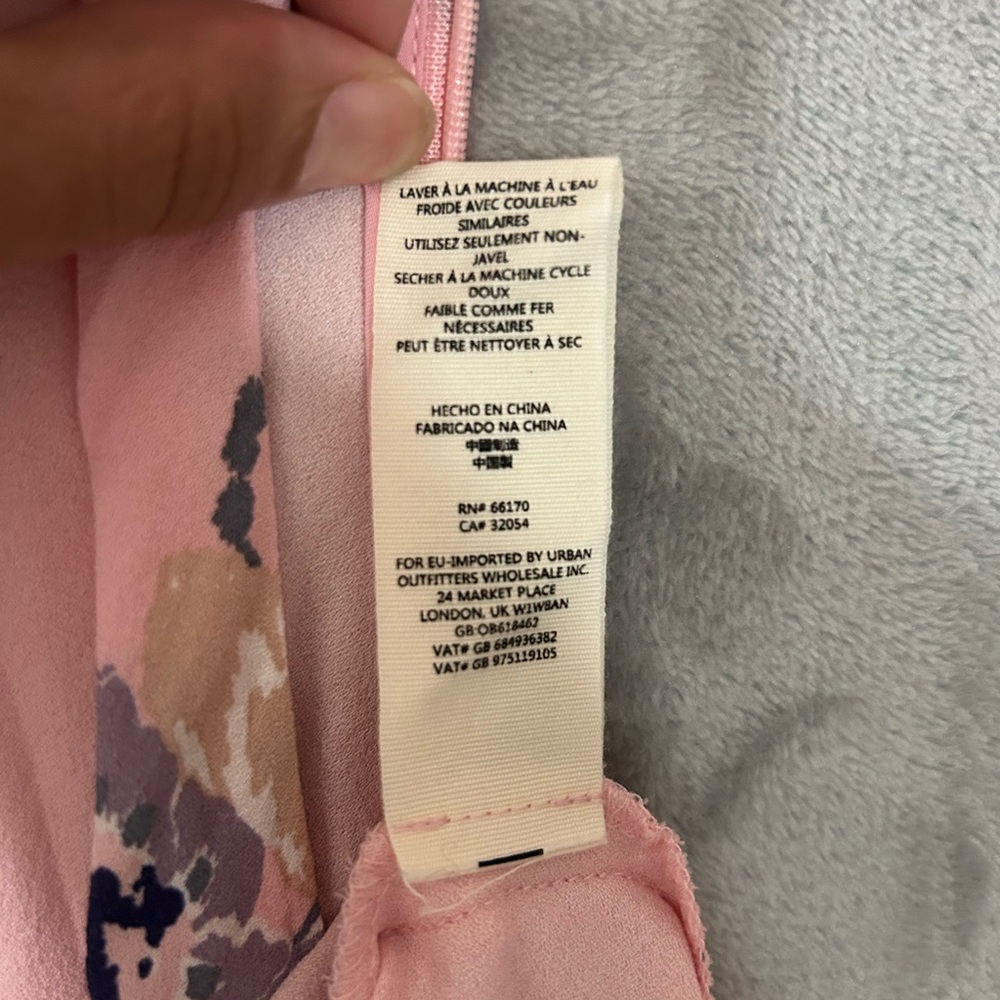 LAVER À LA MACHINE À L'EAU
FROIDE AVEC COULEURS
SIMILAIRES
UTILISEZ SEULEMENT NON-
JAVEL
SECHER À LA MACHINE CYCLE
DOUX
FAIBLE COMME FER
NÉCESSAIRES
PEUT ÊTRE NETTOYER À SEC
HECHO EN CHINA
FABRICADO NA CHINA
中國制造
中国製
RN# 66170
CA# 32054
FOR EU-IMPORTED BY URBAN
OUTFITTERS WHOLESALE INC.
24 MARKET PLACE
LONDON, UK W1W8AN
GB:OB618462
VAT# GB 684936382
VAT# GB 975119105